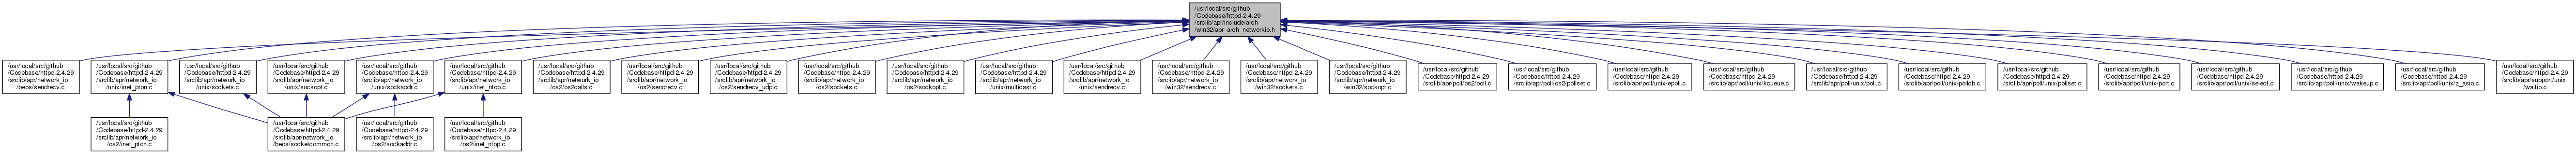 /usr/local/src/github
/Codebase/httpd-2.4.29
/srclib/apr/include/arch
/win32/apr_arch_networkio.h
/usr/local/src/github
/Codebase/httpd-2.4.29
/srclib/apr/network_io
/beos/sendrecv.c
/usr/local/src/github
/Codebase/httpd-2.4.29
/srclib/apr/network_io
/unix/inet_pton.c
/usr/local/src/github
/Codebase/httpd-2.4.29
/srclib/apr/network_io
/unix/sockets.c
/usr/local/src/github
/Codebase/httpd-2.4.29
/srclib/apr/network_io
/unix/sockopt.c
/usr/local/src/github
/Codebase/httpd-2.4.29
/srclib/apr/network_io
/unix/sockaddr.c
/usr/local/src/github
/Codebase/httpd-2.4.29
/srclib/apr/network_io
/unix/inet_ntop.c
/usr/local/src/github
/Codebase/httpd-2.4.29
/srclib/apr/network_io
/os2/os2calls.c
/usr/local/src/github
/Codebase/httpd-2.4.29
/srclib/apr/network_io
/os2/sendrecv.c
/usr/local/src/github
/Codebase/httpd-2.4.29
/srclib/apr/network_io
/os2/sendrecv_udp.c
/usr/local/src/github
/Codebase/httpd-2.4.29
/srclib/apr/network_io
/os2/sockets.c
/usr/local/src/github
/Codebase/httpd-2.4.29
/srclib/apr/network_io
/os2/sockopt.c
/usr/local/src/github
/Codebase/httpd-2.4.29
/srclib/apr/network_io
/unix/multicast.c
/usr/local/src/github
/Codebase/httpd-2.4.29
/srclib/apr/network_io
/unix/sendrecv.c
/usr/local/src/github
/Codebase/httpd-2.4.29
/srclib/apr/network_io
/win32/sendrecv.c
/usr/local/src/github
/Codebase/httpd-2.4.29
/srclib/apr/network_io
/win32/sockets.c
/usr/local/src/github
/Codebase/httpd-2.4.29
/srclib/apr/network_io
/win32/sockopt.c
/usr/local/src/github
/Codebase/httpd-2.4.29
/srclib/apr/poll/os2/poll.c
/usr/local/src/github
/Codebase/httpd-2.4.29
/srclib/apr/poll/os2/pollset.c
/usr/local/src/github
/Codebase/httpd-2.4.29
/srclib/apr/poll/unix/epoll.c
/usr/local/src/github
/Codebase/httpd-2.4.29
/srclib/apr/poll/unix/kqueue.c
/usr/local/src/github
/Codebase/httpd-2.4.29
/srclib/apr/poll/unix/poll.c
/usr/local/src/github
/Codebase/httpd-2.4.29
/srclib/apr/poll/unix/pollcb.c
/usr/local/src/github
/Codebase/httpd-2.4.29
/srclib/apr/poll/unix/pollset.c
/usr/local/src/github
/Codebase/httpd-2.4.29
/srclib/apr/poll/unix/port.c
/usr/local/src/github
/Codebase/httpd-2.4.29
/srclib/apr/poll/unix/select.c
/usr/local/src/github
/Codebase/httpd-2.4.29
/srclib/apr/poll/unix/wakeup.c
/usr/local/src/github
/Codebase/httpd-2.4.29
/srclib/apr/poll/unix/z_asio.c
/usr/local/src/github
/Codebase/httpd-2.4.29
/srclib/apr/support/unix
/waitio.c
/usr/local/src/github
/Codebase/httpd-2.4.29
/srclib/apr/network_io
/os2/inet_pton.c
/usr/local/src/github
/Codebase/httpd-2.4.29
/srclib/apr/network_io
/beos/socketcommon.c
/usr/local/src/github
/Codebase/httpd-2.4.29
/srclib/apr/network_io
/os2/sockaddr.c
/usr/local/src/github
/Codebase/httpd-2.4.29
/srclib/apr/network_io
/os2/inet_ntop.c